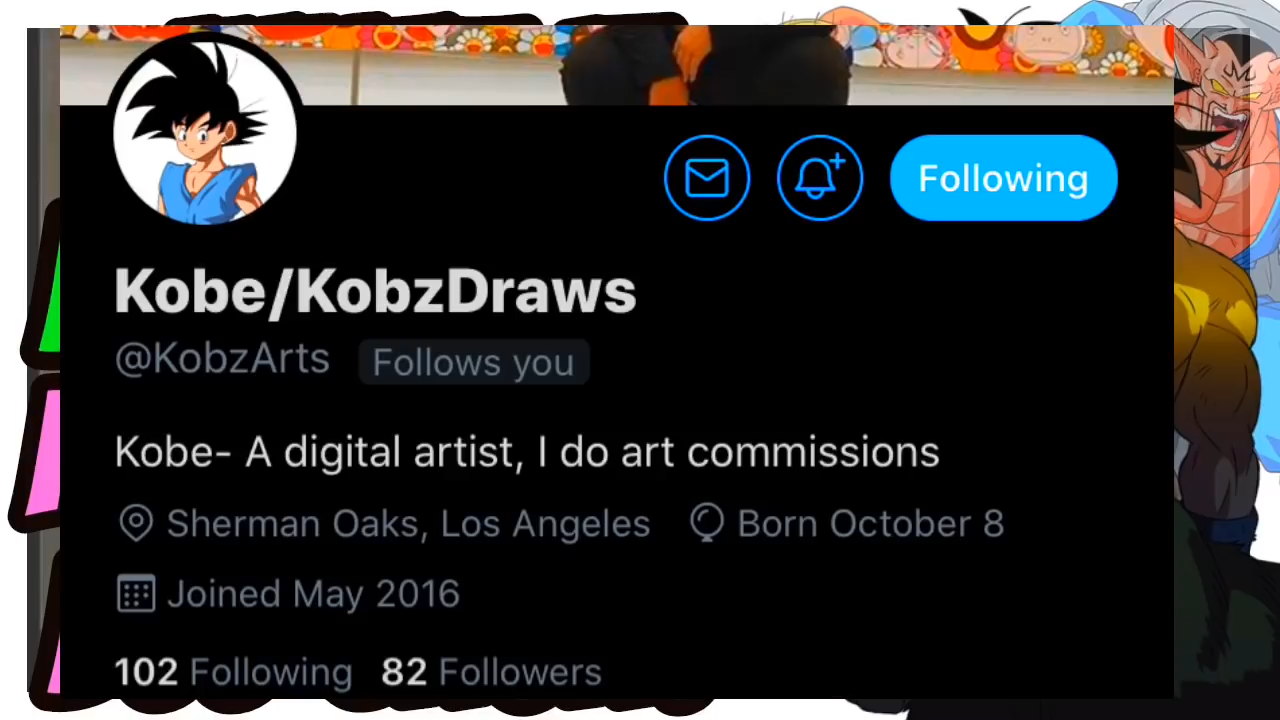 Following
Kobe/KobzDraws
@KobzArts Follows you
Kobe- A digital artist, I do art commissions
Sherman Oaks, Los Angeles Born October 8
Joined May 2016
102 Following 82 Followers